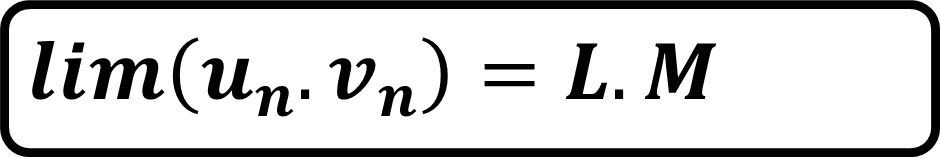 lim(uₙ. vₙ) = L. M